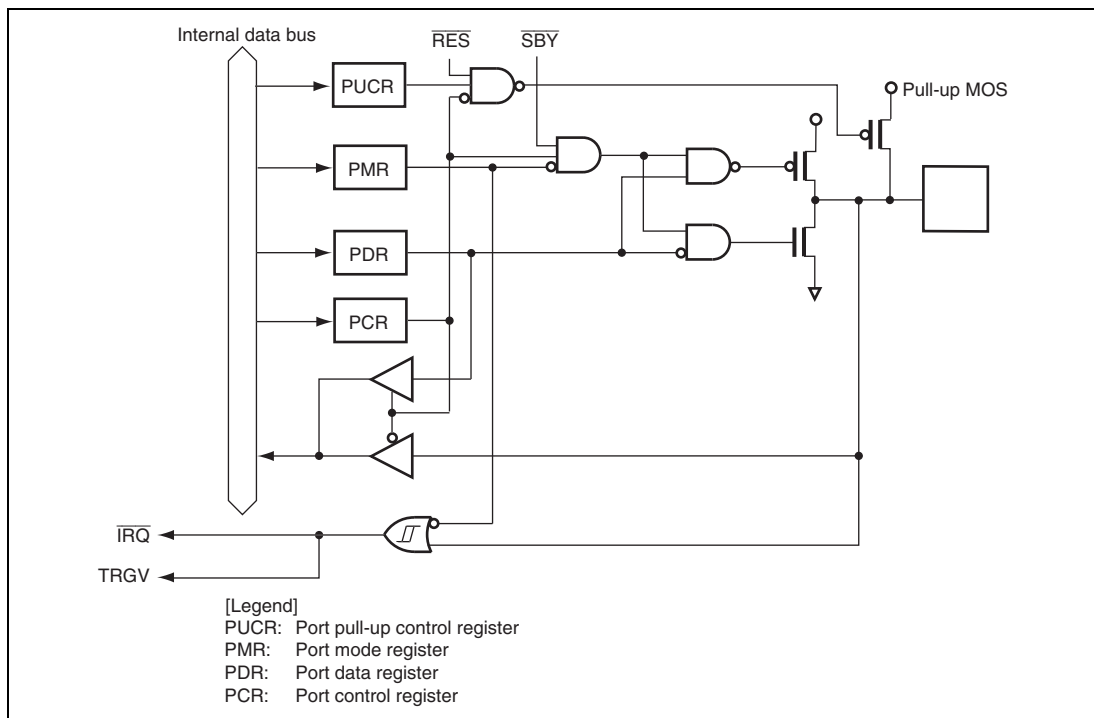 Internal data bus
RES
SBY
PUCR
Pull-up MOS
PMR
PDR
PCR
IRQ
TRGV
[Legend]
PUCR: Port pull-up control register
PMR: Port mode register
PDR: Port data register
PCR: Port control register